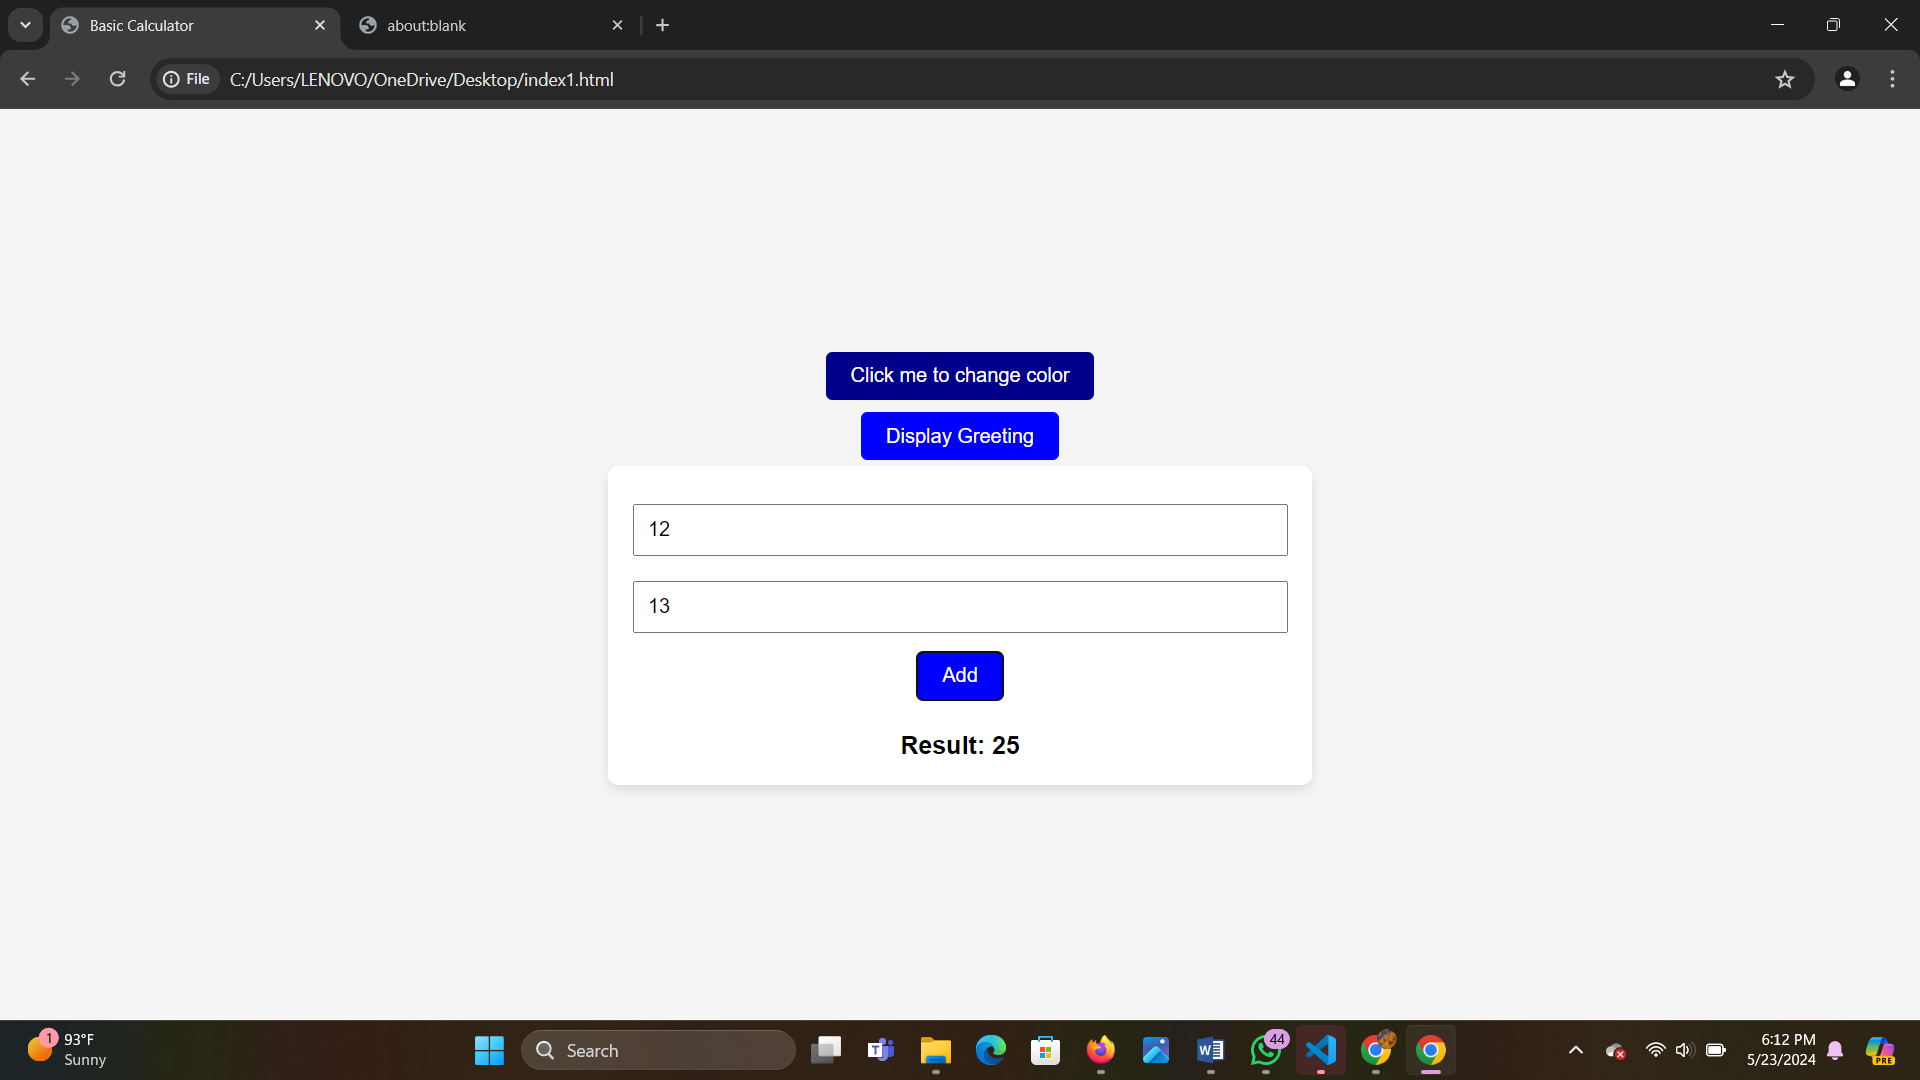 Basic Calculator
about:blank
File
C:/Users/LENOVO/OneDrive/Desktop/index1.html
Click me to change color
Display Greeting
12
13
Add
Result: 25
1
93°F
Sunny
Search
T
W
44
6:12 PM
5/23/2024
PRE